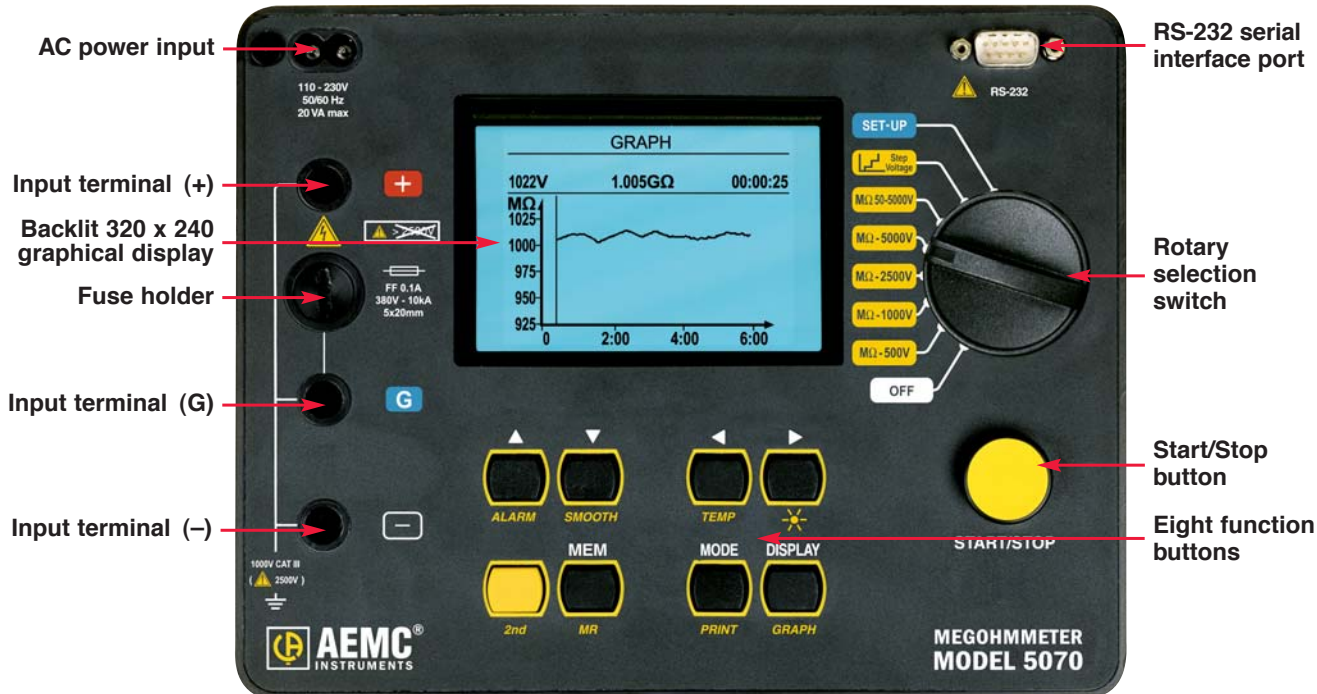 AC power input
110 - 230V
50/60 Hz
20 VA max
Input terminal (+)
+
Backlit 320 x 240
graphical display
Fuse holder
FF 0.1A
380V - 10kA
5x20mm
Input terminal (G)
G
Input terminal (–)
–
1000V CAT III
( 2500V )
AEMC®
INSTRUMENTS
GRAPH
1022V 1.005GΩ 00:00:25
MΩ
1025
1000
975
950
925
0 2:00 4:00 6:00
ALARM SMOOTH TEMP
MEM MODE DISPLAY
2nd MR PRINT GRAPH
RS-232 serial
interface port
RS-232
SET-UP
Step
Voltage
MΩ 50-5000V
MΩ - 5000V
MΩ - 2500V
MΩ - 1000V
MΩ - 500V
OFF
Rotary
selection
switch
Start/Stop
button
START/STOP
Eight function
buttons
MEGOHMMETER
MODEL 5070